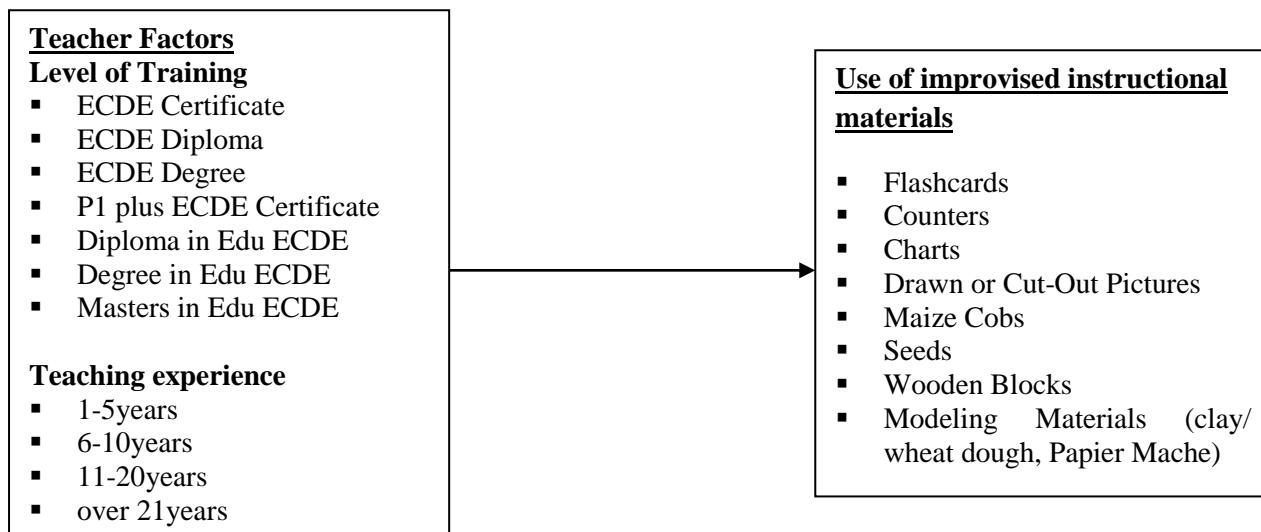 Teacher Factors
Level of Training
▪ ECDE Certificate
▪ ECDE Diploma
▪ ECDE Degree
▪ P1 plus ECDE Certificate
▪ Diploma in Edu ECDE
▪ Degree in Edu ECDE
▪ Masters in Edu ECDE
Teaching experience
▪ 1-5years
▪ 6-10years
▪ 11-20years
▪ over 21years
Use of improvised instructional
materials
▪ Flashcards
▪ Counters
▪ Charts
▪ Drawn or Cut-Out Pictures
▪ Maize Cobs
▪ Seeds
▪ Wooden Blocks
▪ Modeling Materials (clay/
wheat dough, Papier Mache)